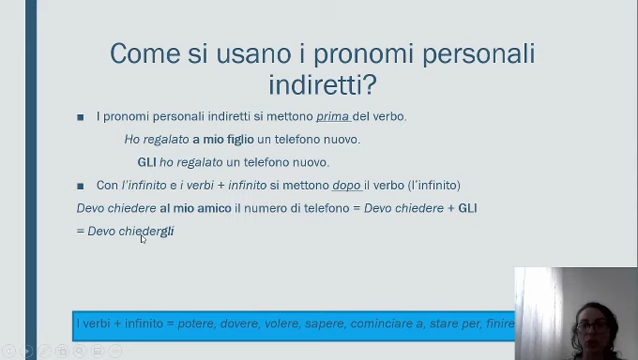 Come si usano i pronomi personali
indiretti?
▪ I pronomi personali indiretti si mettono prima del verbo.
Ho regalato a mio figlio un telefono nuovo.
GLI ho regalato un telefono nuovo.
▪ Con l'infinito e i verbi + infinito si mettono dopo il verbo (l'infinito)
Devo chiedere al mio amico il numero di telefono = Devo chiedere + GLI
= Devo chiedergli
I verbi + infinito = potere, dovere, volere, sapere, cominciare a, stare per, finire